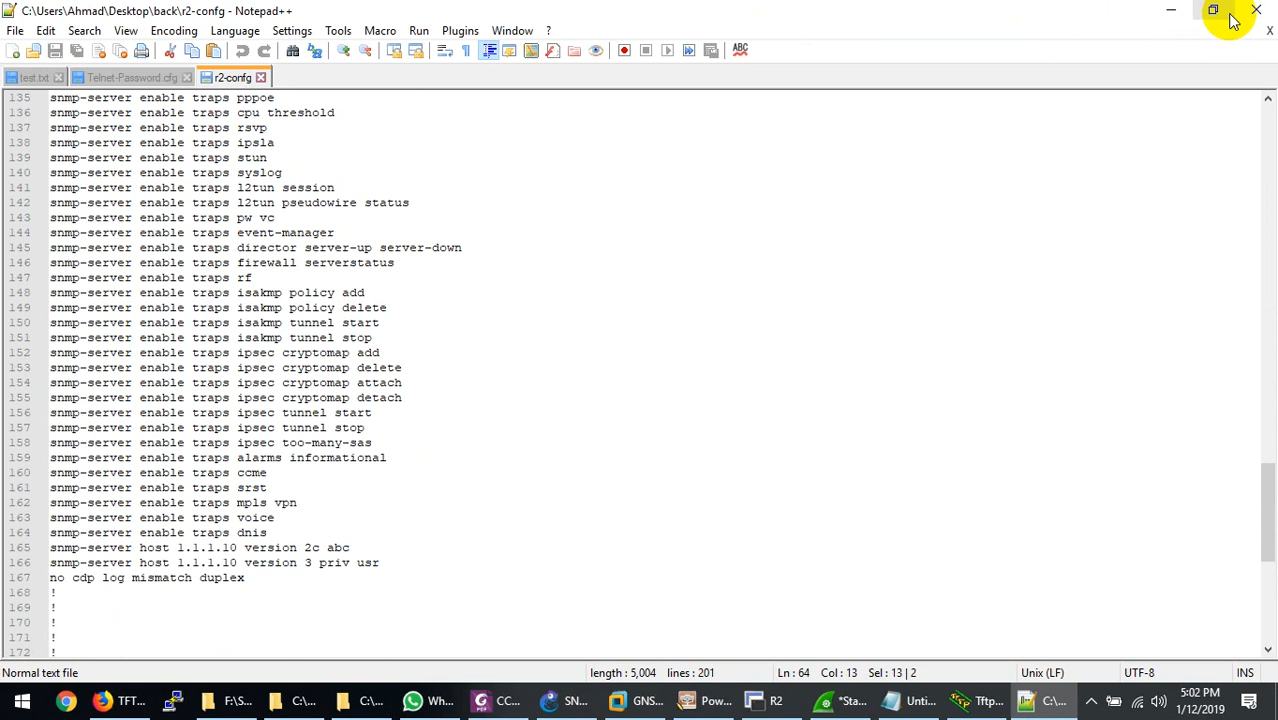 C:\Users\Ahmad\Desktop\back\r2-confg - Notepad++
File Edit Search View Encoding Language Settings Tools Macro Run Plugins Window ? X
ABC
test.txt Telnet-Password.cfg r2-confg
135 snmp-server enable traps pppoe
136 snmp-server enable traps cpu threshold
137 snmp-server enable traps rsvp
138 snmp-server enable traps ipsla
139 snmp-server enable traps stun
140 snmp-server enable traps syslog
141 snmp-server enable traps l2tun session
142 snmp-server enable traps l2tun pseudowire status
143 snmp-server enable traps pw vc
144 snmp-server enable traps event-manager
145 snmp-server enable traps director server-up server-down
146 snmp-server enable traps firewall serverstatus
147 snmp-server enable traps rf
148 snmp-server enable traps isakmp policy add
149 snmp-server enable traps isakmp policy delete
150 snmp-server enable traps isakmp tunnel start
151 snmp-server enable traps isakmp tunnel stop
152 snmp-server enable traps ipsec cryptomap add
153 snmp-server enable traps ipsec cryptomap delete
154 snmp-server enable traps ipsec cryptomap attach
155 snmp-server enable traps ipsec cryptomap detach
156 snmp-server enable traps ipsec tunnel start
157 snmp-server enable traps ipsec tunnel stop
158 snmp-server enable traps ipsec too-many-sas
159 snmp-server enable traps alarms informational
160 snmp-server enable traps ccme
161 snmp-server enable traps srst
162 snmp-server enable traps mpls vpn
163 snmp-server enable traps voice
164 snmp-server enable traps dnis
165 snmp-server host 1.1.1.10 version 2c abc
166 snmp-server host 1.1.1.10 version 3 priv usr
167 no cdp log mismatch duplex
168 !
169 !
170 !
171 !
172 !
Normal text file length : 5,004 lines : 201 Ln : 64 Col : 13 Sel : 13 | 2 Unix (LF) UTF-8 INS
TFT... F:\S... C:\... C:\... Wh... CC... SN... GNS... Pow... R2 "Sta... Unti... Tftp... C:\... 5:02 PM
1/12/2019